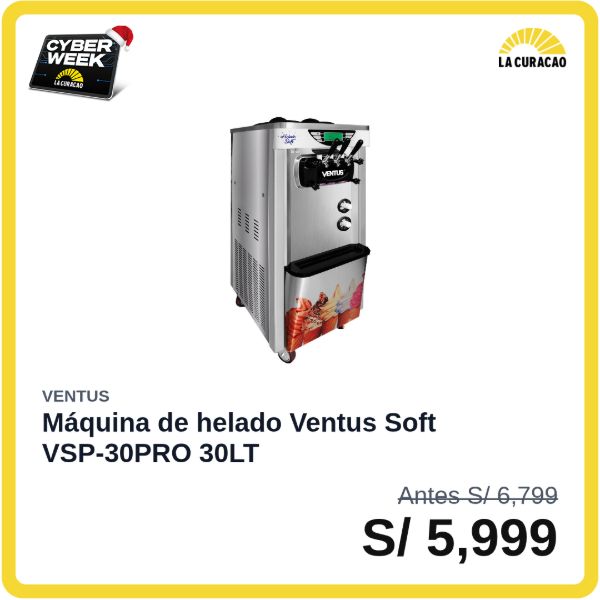 CYBER
WEEK
LA CURACAO
LA CURACAO
VENTUS
VENTUS
Máquina de helado Ventus Soft
VSP-30PRO 30LT
Antes S/ 6,799
S/ 5,999